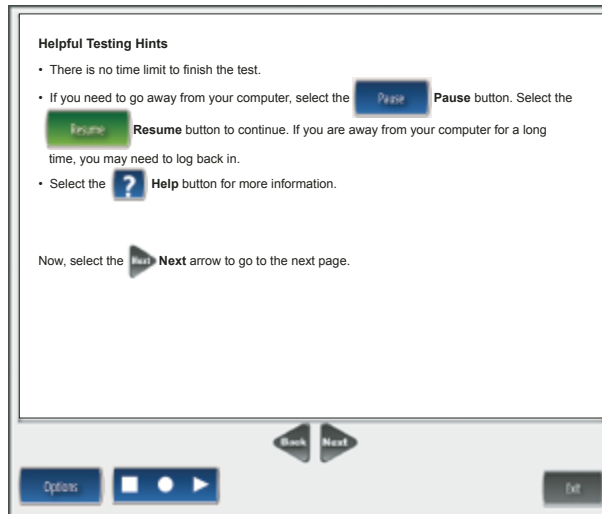 Helpful Testing Hints
• There is no time limit to finish the test.
• If you need to go away from your computer, select the Pause Pause button. Select the
Resume Resume button to continue. If you are away from your computer for a long
time, you may need to log back in.
• Select the ? Help button for more information.
Now, select the Next Next arrow to go to the next page.
Back Next
Options Exit